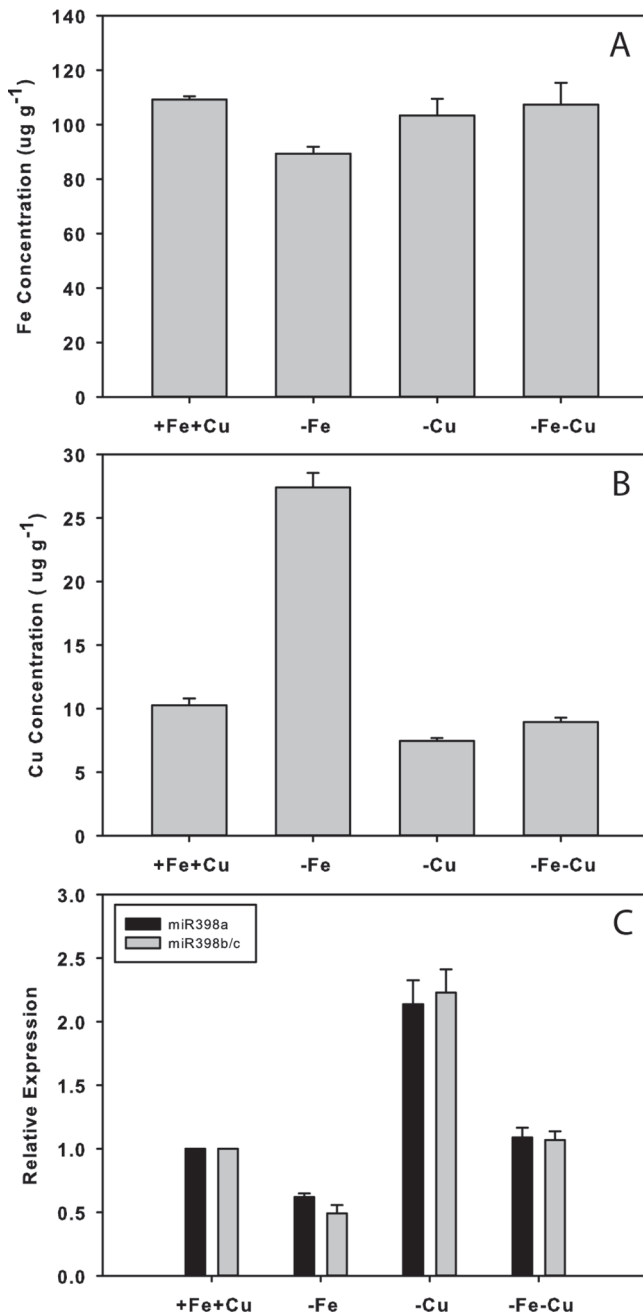 A
Fe Concentration (ug g-1)
140
120
100
80
60
40
20
0
+Fe+Cu -Fe -Cu -Fe-Cu
B
Cu Concentration ( ug g-1)
30
25
20
15
10
5
0
+Fe+Cu -Fe -Cu -Fe-Cu
C
miR398a
miR398b/c
Relative Expression
3.0
2.5
2.0
1.5
1.0
0.5
0.0
+Fe+Cu -Fe -Cu -Fe-Cu